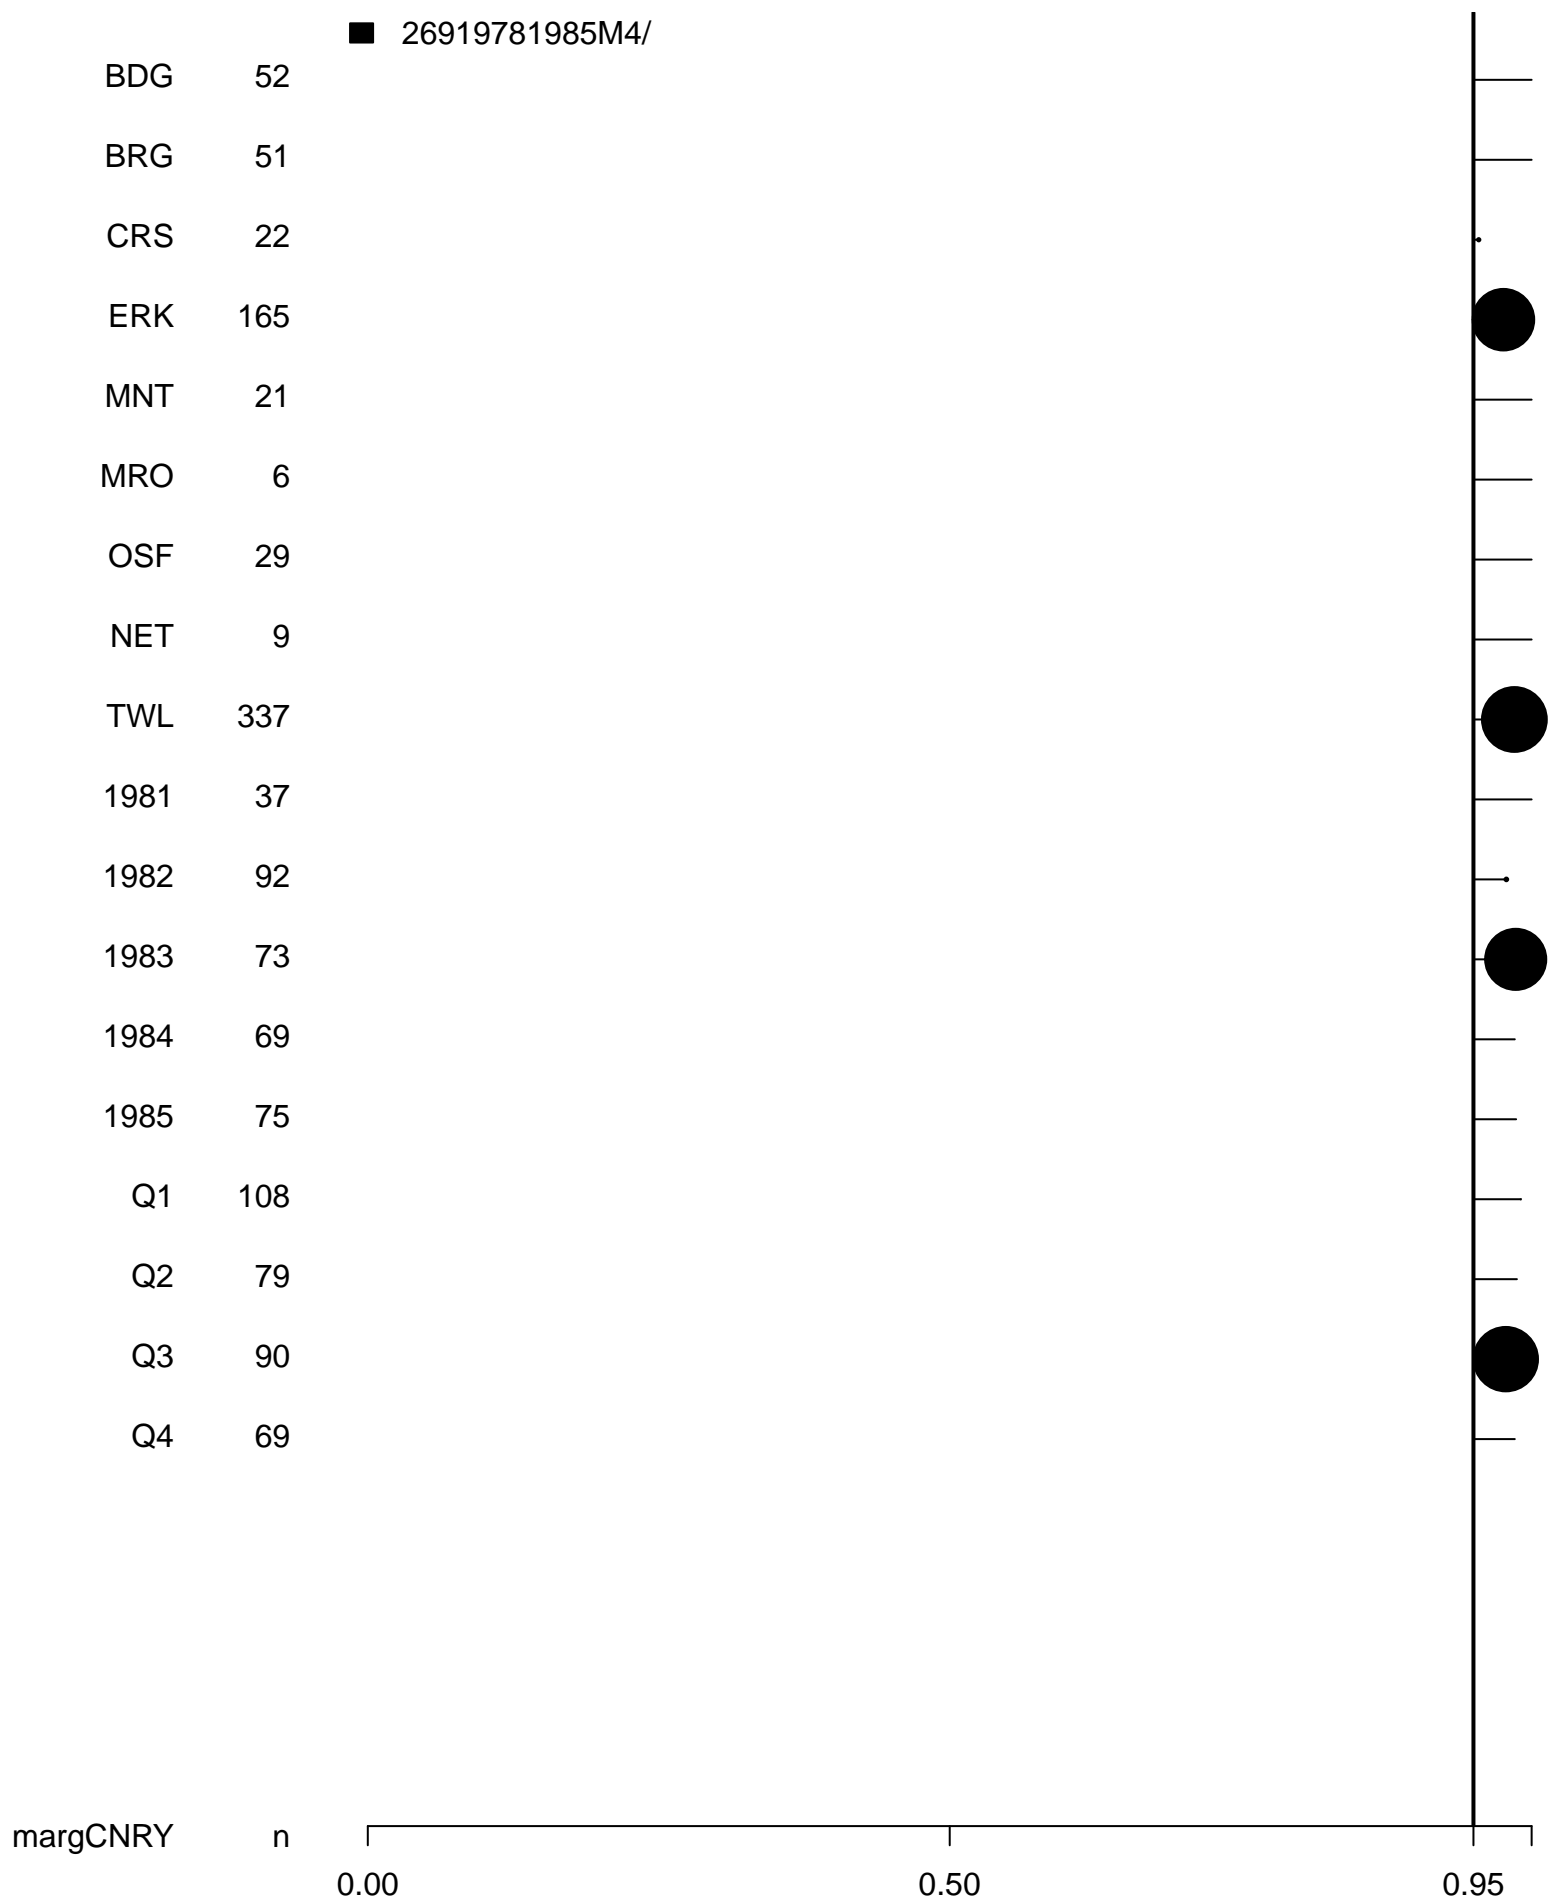 26919781985M4/
BDG 52
BRG 51
CRS 22
ERK 165
MNT 21
MRO 6
OSF 29
NET 9
TWL 337
1981 37
1982 92
1983 73
1984 69
1985 75
Q1 108
Q2 79
Q3 90
Q4 69
margCNRY n
0.00 0.50 0.95